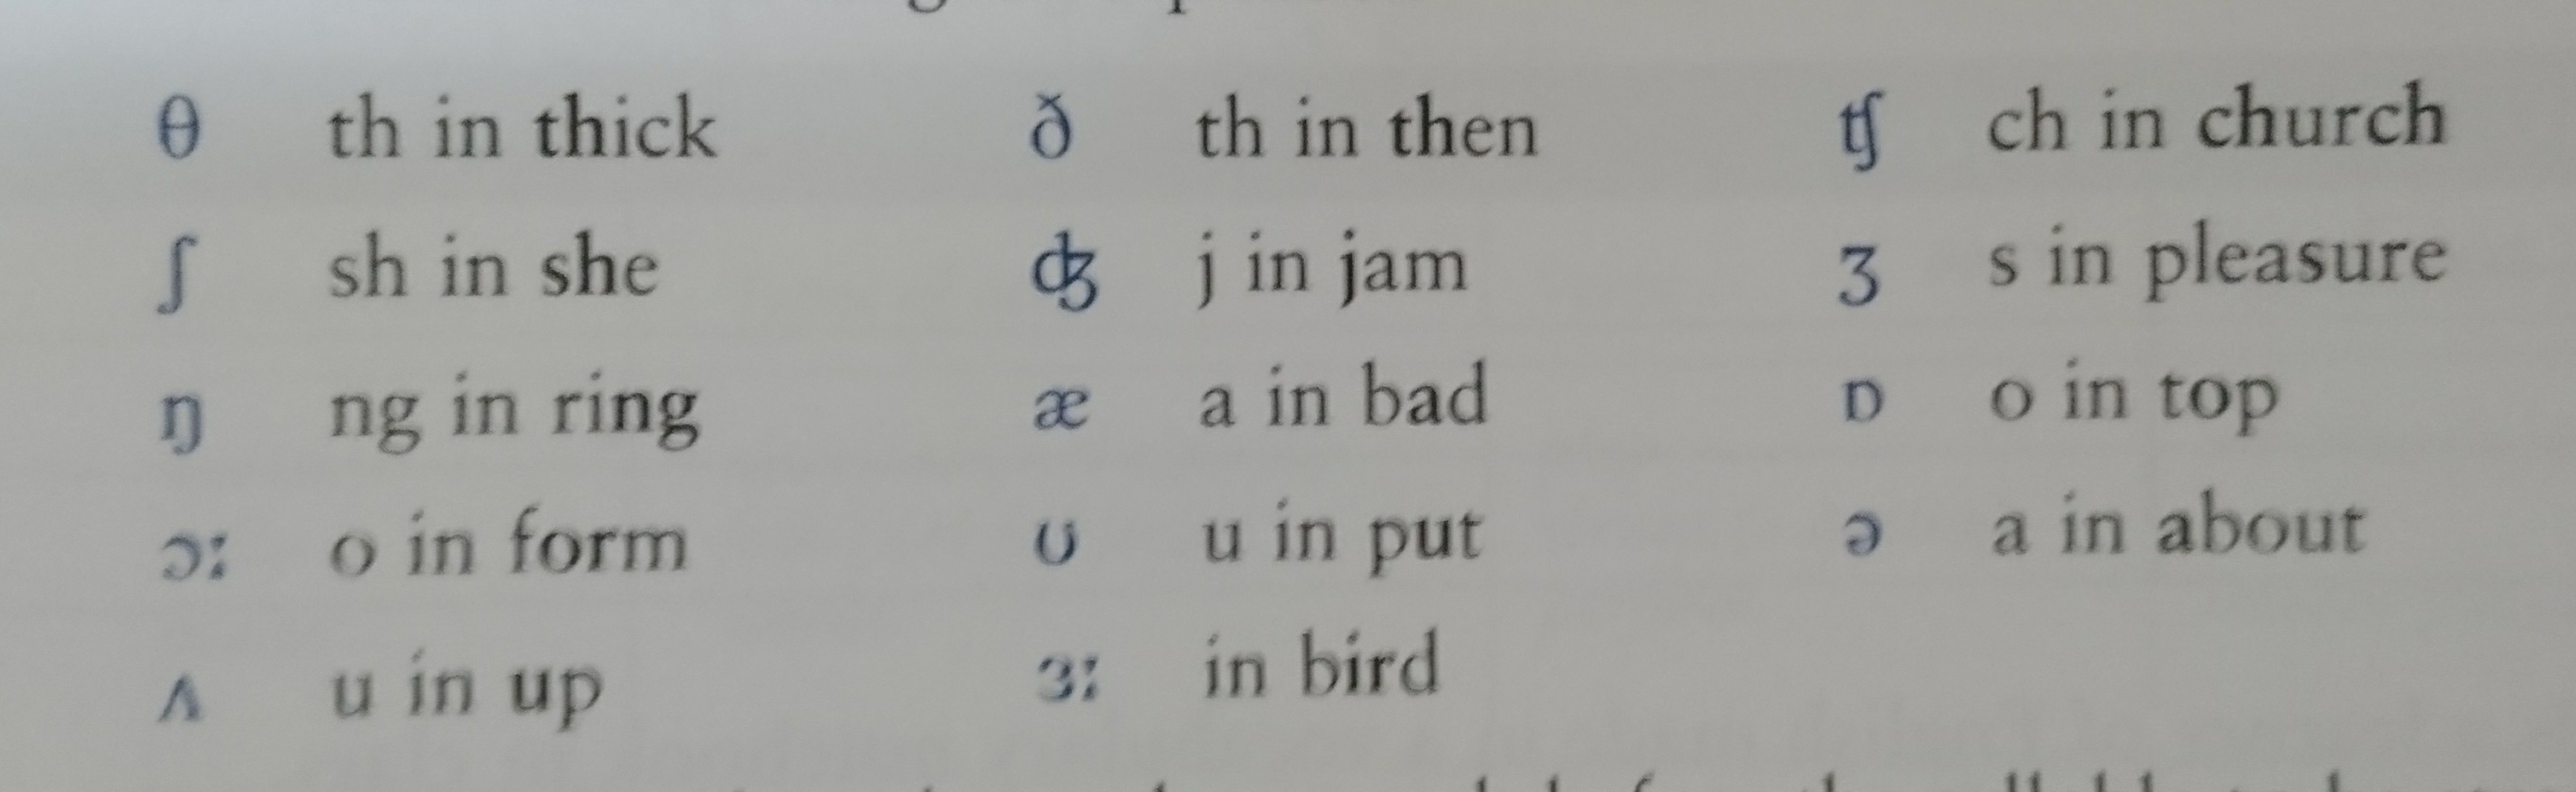 θ th in thick ð th in then ʧ ch in church
ʃ sh in she ʤ j in jam ʒ s in pleasure
ŋ ng in ring æ a in bad ɒ o in top
ɔː o in form ʊ u in put ə a in about
ʌ u in up ɜː in bird